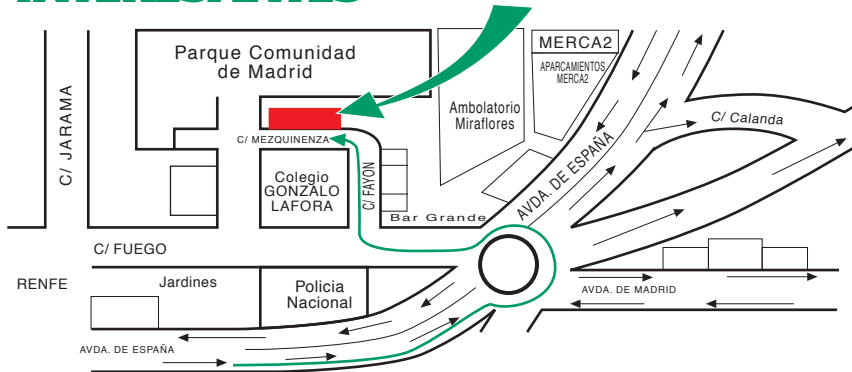 INTERESANTES
Parque Comunidad
de Madrid
MERCA2
APARCAMIENTOS
MERCA2
Ambolatorio
Miraflores
C/ Calanda
C/ JARAMA
C/ MEZQUINENZA
Colegio
GONZALO
LAFORA
C/ FAYON
Bar Grande
AVDA. DE ESPAÑA
C/ FUEGO
RENFE
Jardines
Policia
Nacional
AVDA. DE MADRID
AVDA. DE ESPAÑA